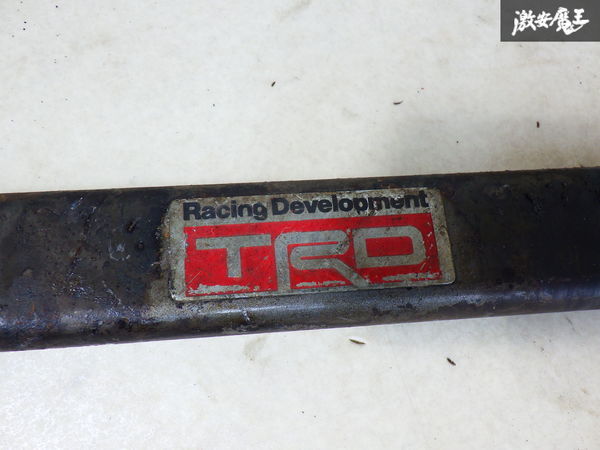 激安魔王
Racing Development
TRD